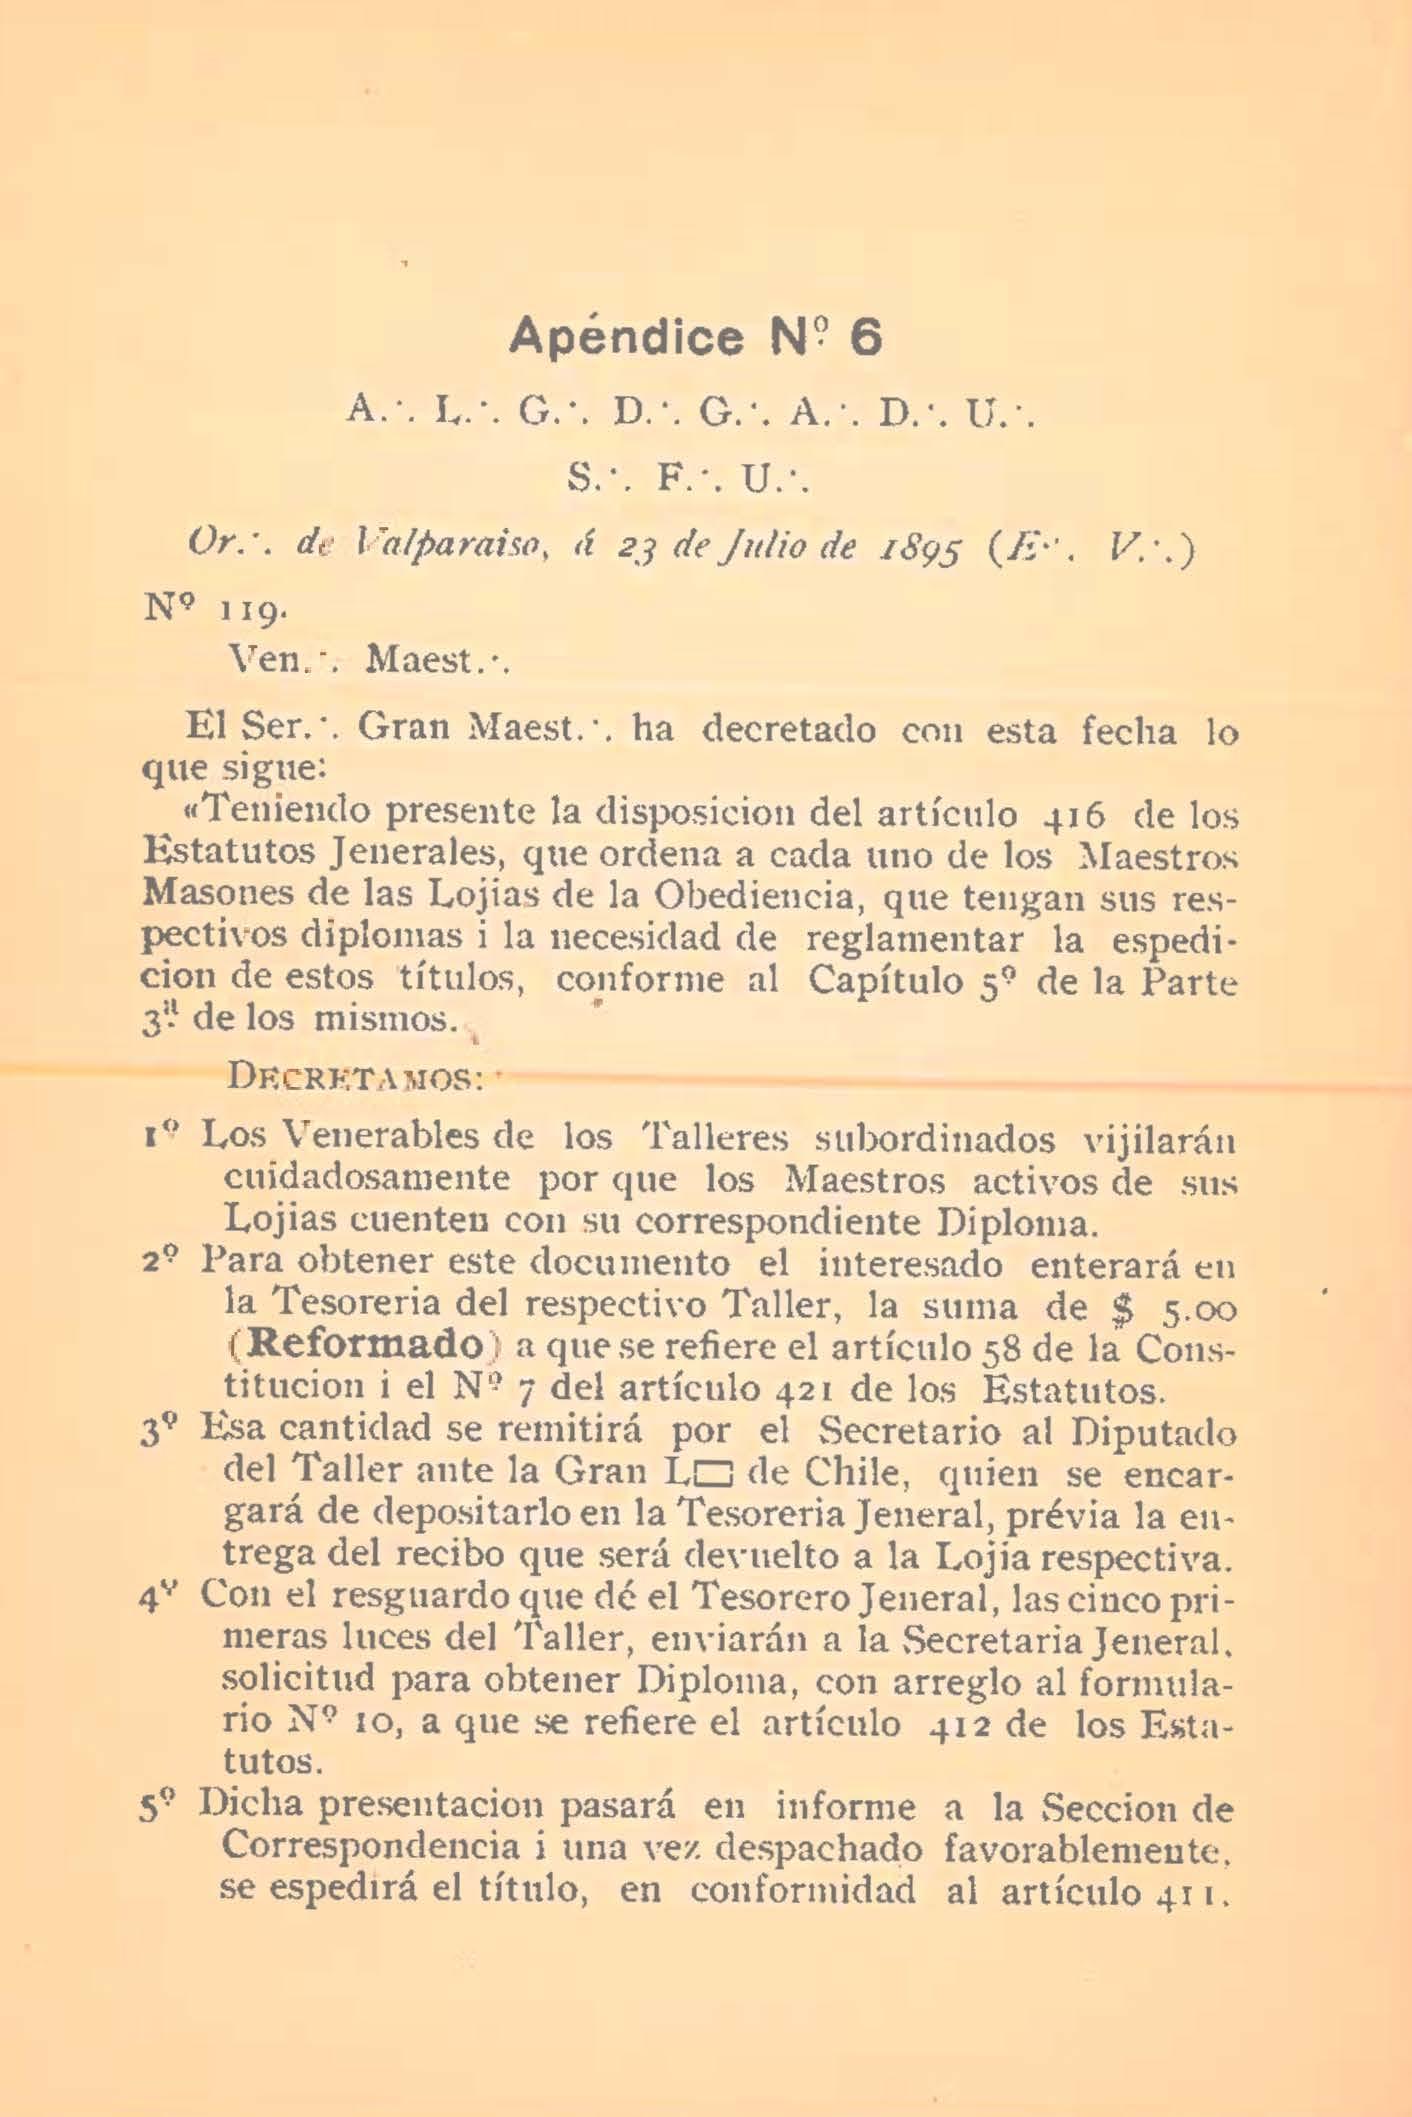 Apéndice Nº 6
A.·. L.·. G.·. D.·. G.·. A.·. D.·. U.·.
S.·. F.·. U.·.
Or.·. de Valparaiso, á 23 de Julio de 1895 (E.·. V.·.)
Nº 119.
Ven.·. Maest.·.
El Ser.·. Gran Maest.·. ha decretado con esta fecha lo
que sigue:
«Teniendo presente la disposicion del artículo 416 de los
Estatutos Jenerales, que ordena a cada uno de los Maestros
Masones de las Lojias de la Obediencia, que tengan sus res-
pectivos diplomas i la necesidad de reglamentar la espedi-
cion de estos títulos, conforme al Capítulo 5º de la Parte
3ª de los mismos.
DECRETAMOS:
1º Los Venerables de los Talleres subordinados vijilarán
cuidadosamente por que los Maestros activos de sus
Lojias cuenten con su correspondiente Diploma.
2º Para obtener este documento el interesado enterará en
la Tesoreria del respectivo Taller, la suma de $ 5.00
(Reformado) a que se refiere el artículo 58 de la Cons-
titucion i el Nº 7 del artículo 421 de los Estatutos.
3º Esa cantidad se remitirá por el Secretario al Diputado
del Taller ante la Gran L▭ de Chile, quien se encar-
gará de depositarlo en la Tesoreria Jeneral, prévia la en-
trega del recibo que será devuelto a la Lojia respectiva.
4º Con el resguardo que dé el Tesorero Jeneral, las cinco pri-
meras luces del Taller, enviarán a la Secretaria Jeneral,
solicitud para obtener Diploma, con arreglo al formula-
rio Nº 10, a que se refiere el artículo 412 de los Esta-
tutos.
5º Dicha presentacion pasará en informe a la Seccion de
Correspondencia i una vez despachado favorablemente,
se espedirá el título, en conformidad al artículo 411.